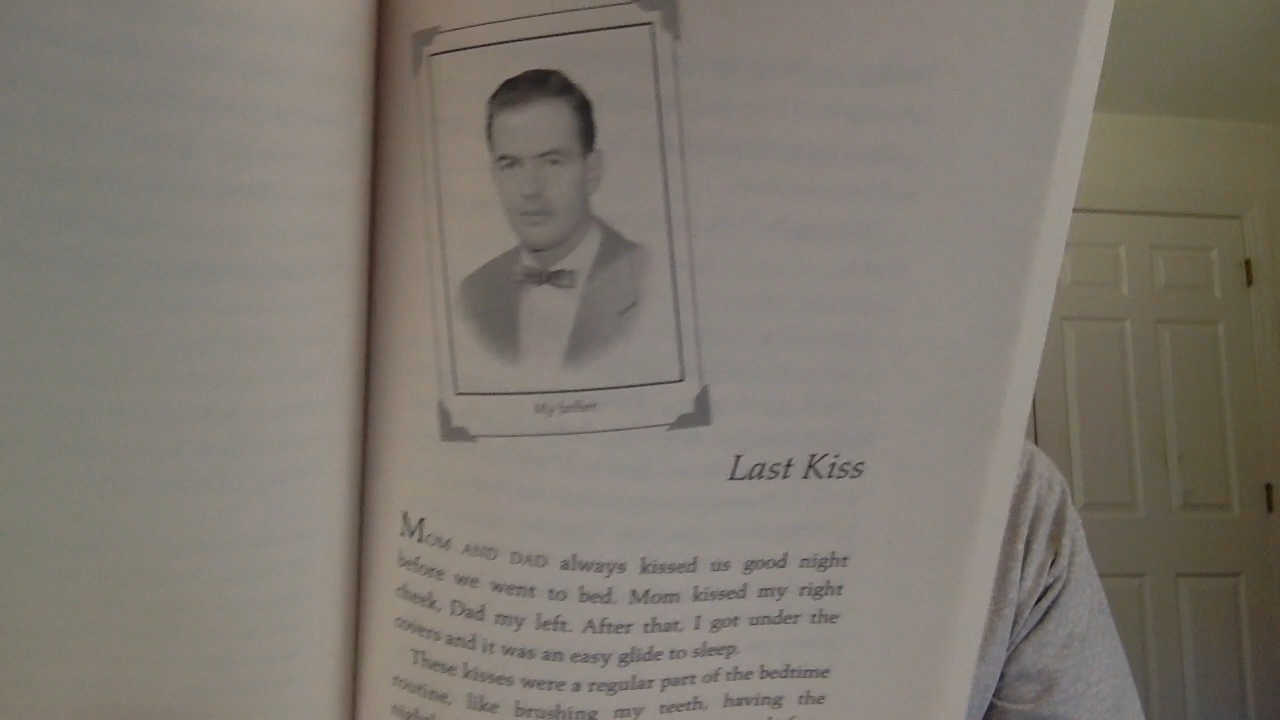 My father
Last Kiss
MOM AND DAD always kissed us good night
before we went to bed. Mom kissed my right
cheek, Dad my left. After that, I got under the
covers and it was an easy glide to sleep.
These kisses were a regular part of the bedtime
routine, like brushing my teeth, having the